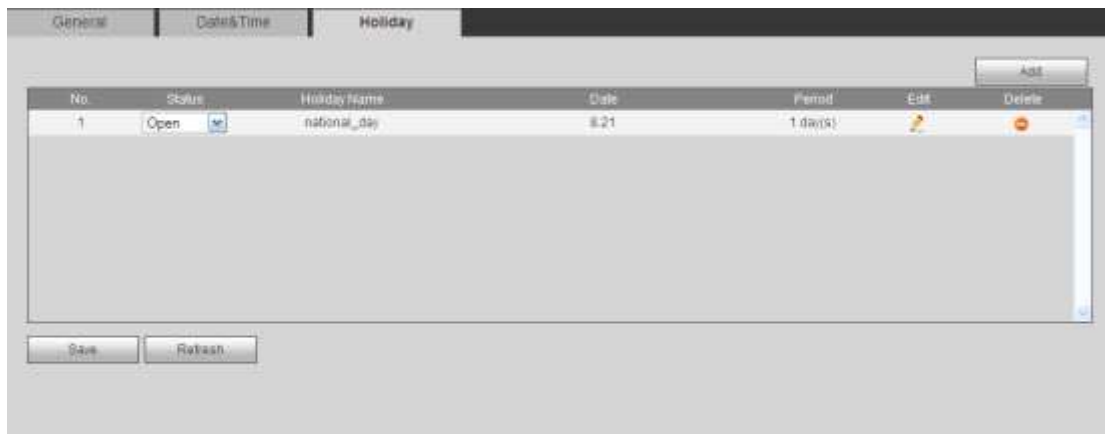 General Date&Time Holiday
Add
No. Status Holiday Name Date Period Edit Delete
1 Open national_day 8.21 1 day(s)
Save Refresh